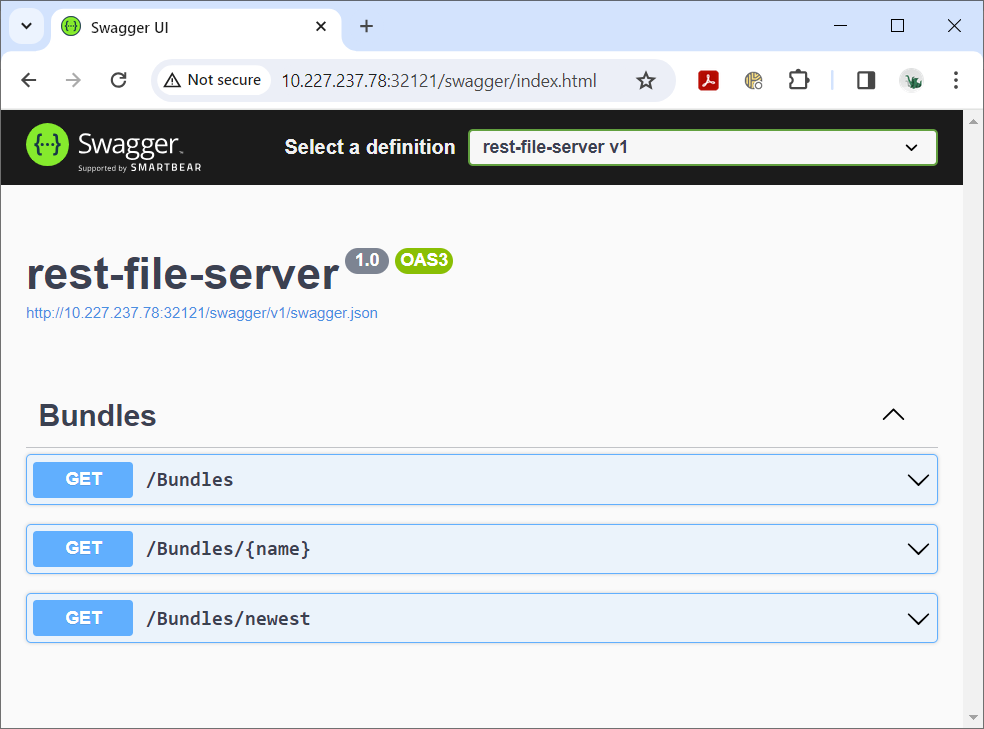 Swagger UI
Not secure
10.227.237.78:32121/swagger/index.html
Swagger
Supported by SMARTBEAR
Select a definition
rest-file-server v1
rest-file-server
1.0
OAS3
http://10.227.237.78:32121/swagger/v1/swagger.json
Bundles
GET /Bundles
GET /Bundles/{name}
GET /Bundles/newest